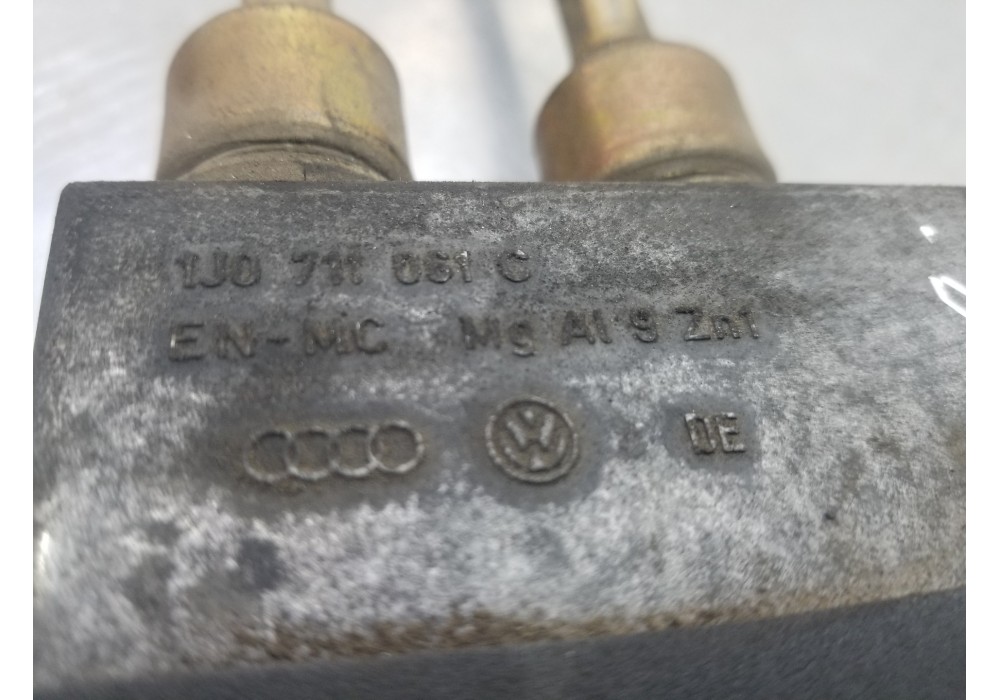 1J0 711 061 C
EN-MC Mg Al 9 Zn1
DE